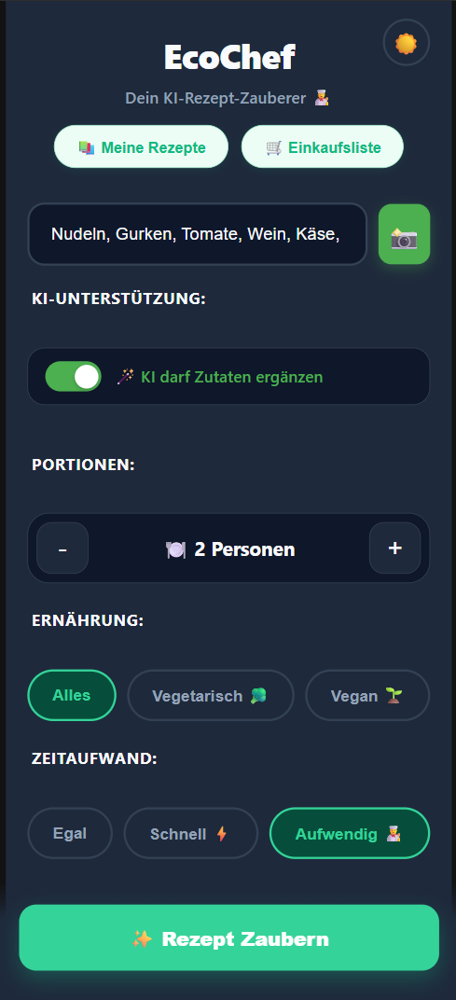 EcoChef
Dein KI-Rezept-Zauberer 🧑‍🍳
📚 Meine Rezepte
🛒 Einkaufsliste
Nudeln, Gurken, Tomate, Wein, Käse,
KI-UNTERSTÜTZUNG:
🪄 KI darf Zutaten ergänzen
PORTIONEN:
- 🍽️ 2 Personen +
ERNÄHRUNG:
Alles
Vegetarisch 🥦
Vegan 🌱
ZEITAUFWAND:
Egal
Schnell ⚡
Aufwendig 🧑‍🍳
✨ Rezept Zaubern